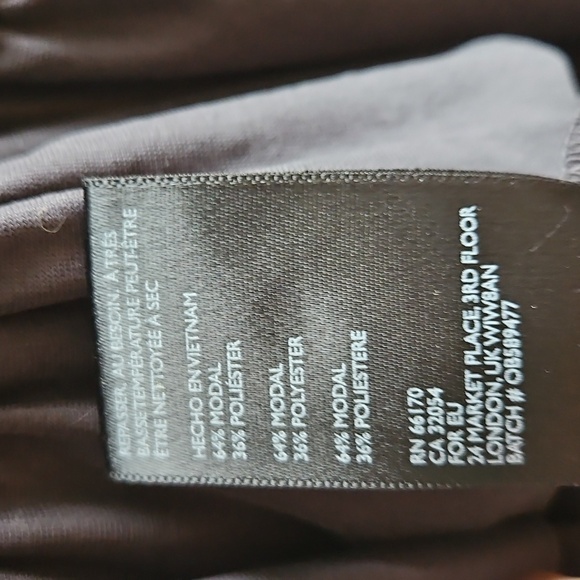 REPASSER, AU BESOIN, À TRÈS
BASSE TEMPÉRATURE PEUT-ÊTRE
ÊTRE NETTOYÉE À SEC
HECHO EN VIETNAM
64% MODAL
36% POLIÉSTER
64% MODAL
36% POLYESTER
64% MODAL
36% POLIESTERE
RN 66170
CA 32054
FOR EU
24 MARKET PLACE, 3RD FLOOR
LONDON, UK W1W8AN
BATCH # OB589477